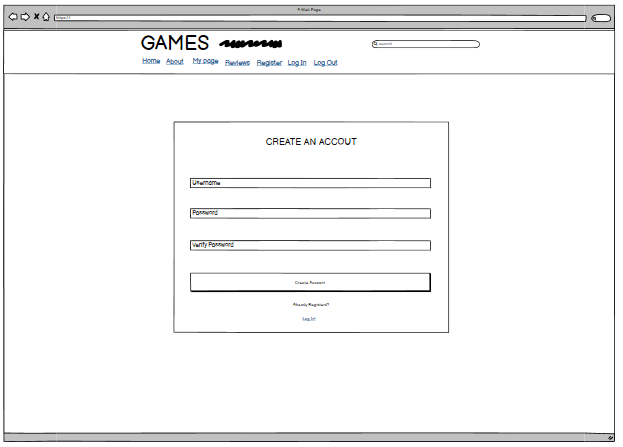 A Web Page
https://
GAMES
search
Home About My page Reviews Register Log In Log Out
CREATE AN ACCOUT
Username
Password
Verify Password
Create Account
Already Registerd?
Log In!